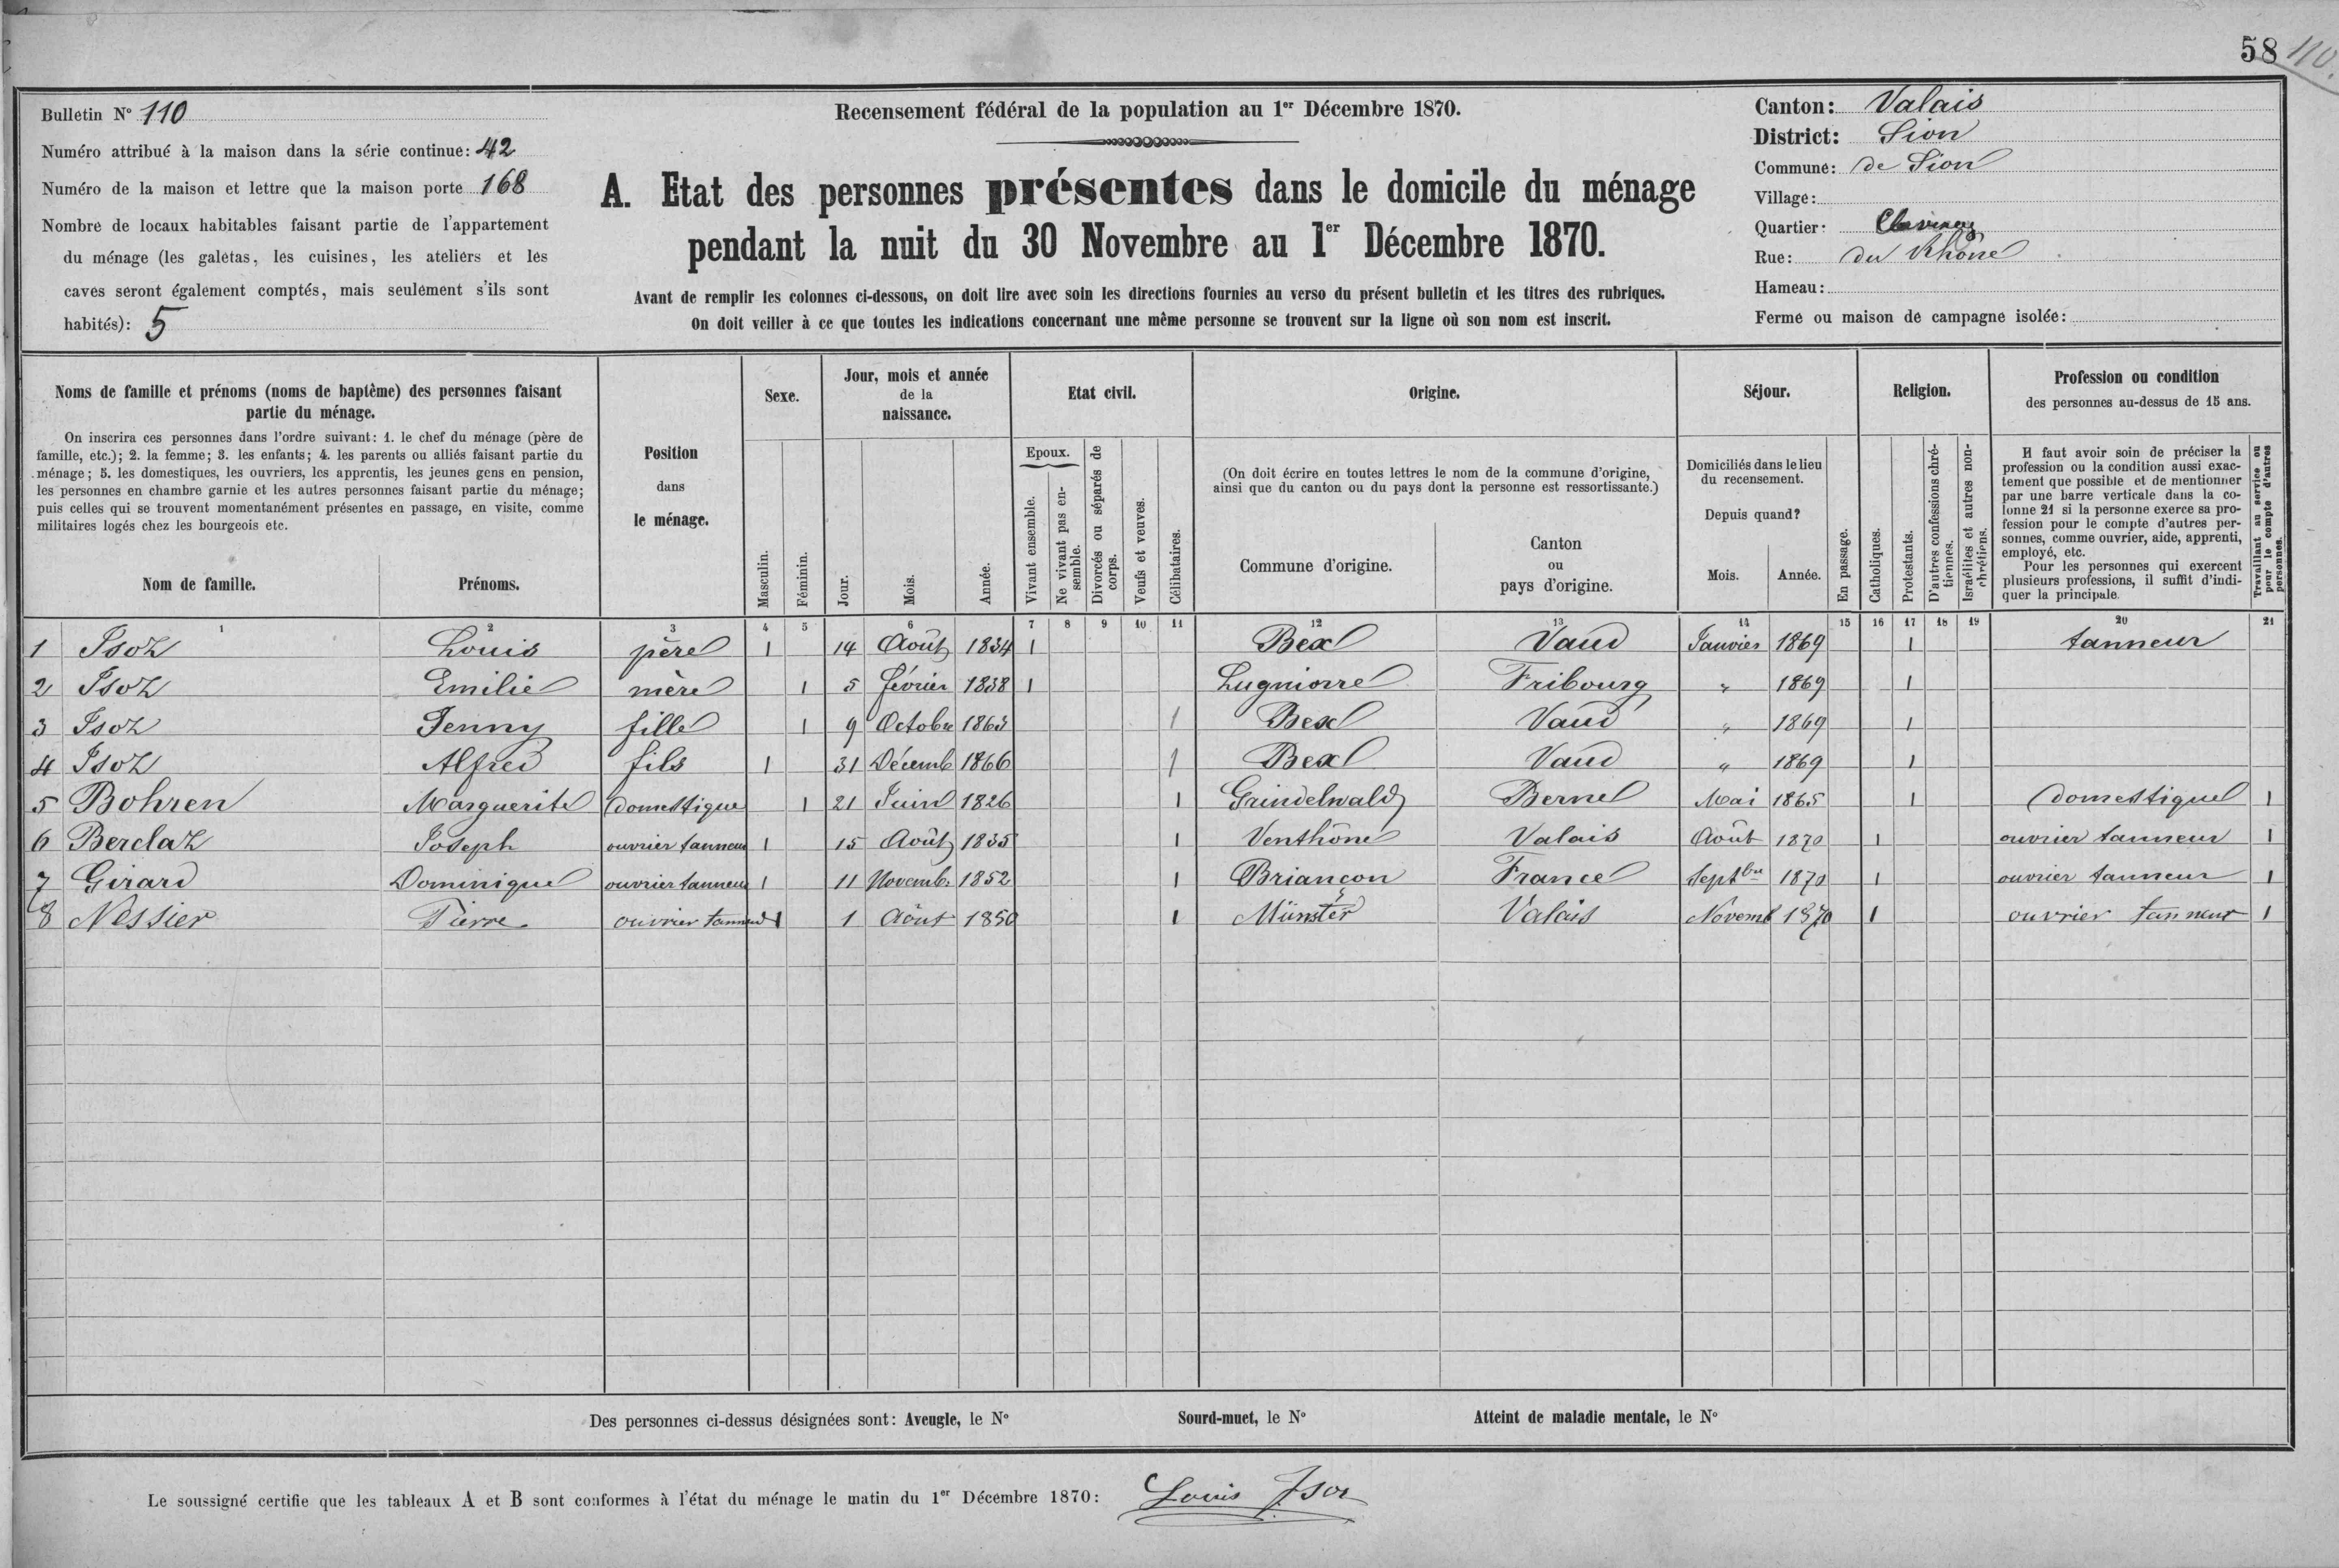 58 110.
Bulletin N° 110
Numéro attribué à la maison dans la série continue: 42
Numéro de la maison et lettre que la maison porte 168
Nombre de locaux habitables faisant partie de l'appartement
du ménage (les galetas, les cuisines, les ateliers et les
caves seront également comptés, mais seulement s'ils sont
habités): 5
Recensement fédéral de la population au 1er Décembre 1870.
A. Etat des personnes présentes dans le domicile du ménage
pendant la nuit du 30 Novembre au 1er Décembre 1870.
Avant de remplir les colonnes ci-dessous, on doit lire avec soin les directions fournies au verso du présent bulletin et les titres des rubriques.
On doit veiller à ce que toutes les indications concernant une même personne se trouvent sur la ligne où son nom est inscrit.
Canton: Valais
District: Sion
Commune: de Sion
Village:
Quartier:
Rue: du Rhône
Hameau:
Ferme ou maison de campagne isolée:
Noms de famille et prénoms (noms de baptême) des personnes faisant
partie du ménage.
On inscrira ces personnes dans l'ordre suivant: 1. le chef du ménage (père de
famille, etc.); 2. la femme; 3. les enfants; 4. les parents ou alliés faisant partie du
ménage; 5. les domestiques, les ouvriers, les apprentis, les jeunes gens en pension,
les personnes en chambre garnie et les autres personnes faisant partie du ménage;
puis celles qui se trouvent momentanément présentes en passage, en visite, comme
militaires logés chez les bourgeois etc.
Nom de famille.
Prénoms.
Position
dans
le ménage.
Sexe.
Masculin.
Féminin.
Jour, mois et année
de la
naissance.
Jour.
Mois.
Année.
Etat civil.
Epoux.
Vivant ensemble.
Ne vivant pas en-
semble.
Divorcés ou séparés de
corps.
Veufs et veuves.
Célibataires.
Origine.
(On doit écrire en toutes lettres le nom de la commune d'origine,
ainsi que du canton ou du pays dont la personne est ressortissante.)
Commune d'origine.
Canton
ou
pays d'origine.
Séjour.
Domiciliés dans le lieu
du recensement.
Depuis quand?
Mois.
Année.
En passage.
Religion.
Catholiques.
Protestants.
D'autres confessions chré-
tiennes.
Israélites et autres non-
chrétiens.
Profession ou condition
des personnes au-dessus de 15 ans.
Il faut avoir soin de préciser la
profession ou la condition aussi exac-
tement que possible et de mentionner
par une barre verticale dans la co-
lonne 21 si la personne exerce sa pro-
fession pour le compte d'autres per-
sonnes, comme ouvrier, aide, apprenti,
employé, etc.
Pour les personnes qui exercent
plusieurs professions, il suffit d'indi-
quer la principale.
Travaillant au service ou
pour le compte d'autres
personnes.
1 2 3 4 5 6 7 8 9 10 11 12 13 14 15 16 17 18 19 20 21
1 Isoz Louis père 1 14 Août 1834 1 Bex Vaud Janvier 1869 1 tanneur
2 Isoz Emilie mère 1 5 février 1838 1 Lugniorre Fribourg " 1869 1
3 Isoz Jenny fille 1 9 Octobre 1863 1 Bex Vaud " 1869 1
4 Isoz Alfred fils 1 31 Décemb 1866 1 Bex Vaud " 1869 1
5 Bohren Marguerite domestique 1 21 Juin 1826 1 Grindelwald Berne Mai 1865 1 domestique 1
6 Berclaz Joseph ouvrier tanneur 1 15 Août 1835 1 Venthône Valais Août 1870 1 ouvrier tanneur 1
7 Girard Dominique ouvrier tanneur 1 11 Novemb. 1852 1 Briançon France Septbre 1870 1 ouvrier tanneur 1
8 Nessier Pierre ouvrier tanneur 1 1 Août 1850 1 Münster Valais Novemb 1870 1 ouvrier tanneur 1
Des personnes ci-dessus désignées sont: Aveugle, le N° Sourd-muet, le N° Atteint de maladie mentale, le N°
Le soussigné certifie que les tableaux A et B sont conformes à l'état du ménage le matin du 1er Décembre 1870: Louis Isoz